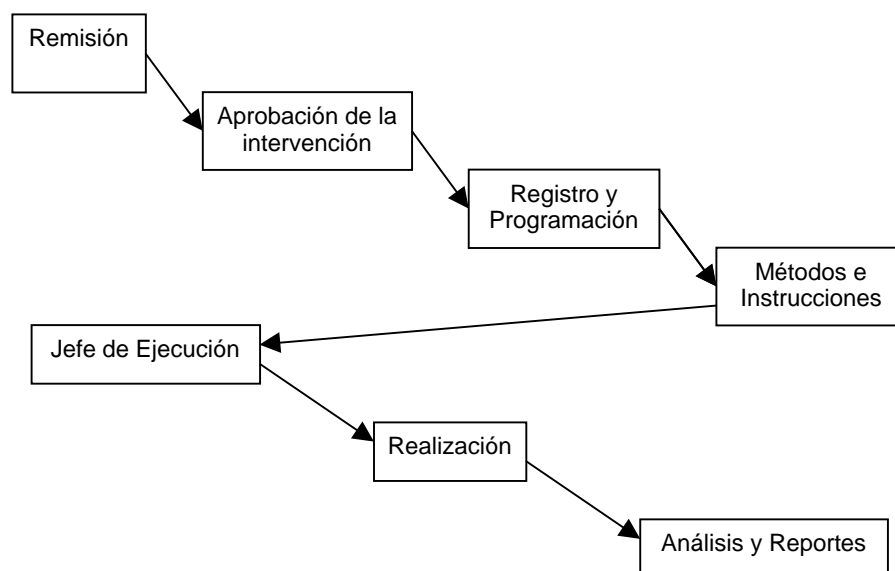 Remisión
Aprobación de la
intervención
Registro y
Programación
Métodos e
Instrucciones
Jefe de Ejecución
Realización
Análisis y Reportes